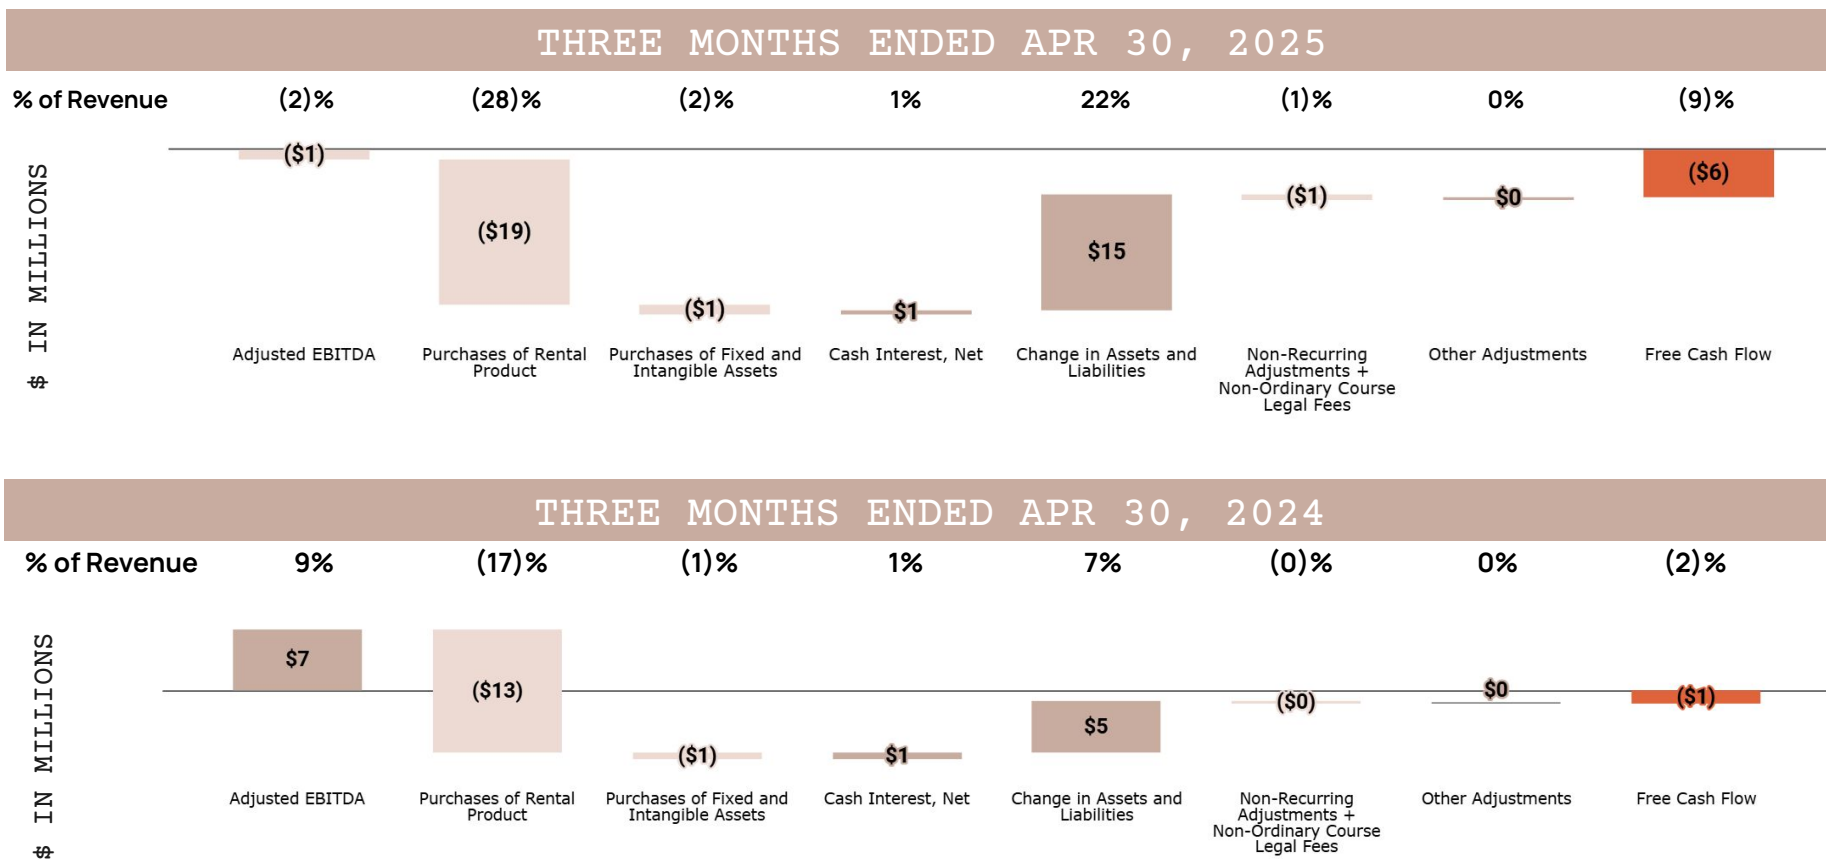 THREE MONTHS ENDED APR 30, 2025
% of Revenue (2)% (28)% (2)% 1% 22% (1)% 0% (9)%
$ IN MILLIONS
($1) ($19) ($1) $1 $15 ($1) $0 ($6)
Adjusted EBITDA
Purchases of Rental
Product
Purchases of Fixed and
Intangible Assets
Cash Interest, Net
Change in Assets and
Liabilities
Non-Recurring
Adjustments +
Non-Ordinary Course
Legal Fees
Other Adjustments
Free Cash Flow
THREE MONTHS ENDED APR 30, 2024
% of Revenue 9% (17)% (1)% 1% 7% (0)% 0% (2)%
$ IN MILLIONS
$7 ($13) ($1) $1 $5 ($0) $0 ($1)
Adjusted EBITDA
Purchases of Rental
Product
Purchases of Fixed and
Intangible Assets
Cash Interest, Net
Change in Assets and
Liabilities
Non-Recurring
Adjustments +
Non-Ordinary Course
Legal Fees
Other Adjustments
Free Cash Flow